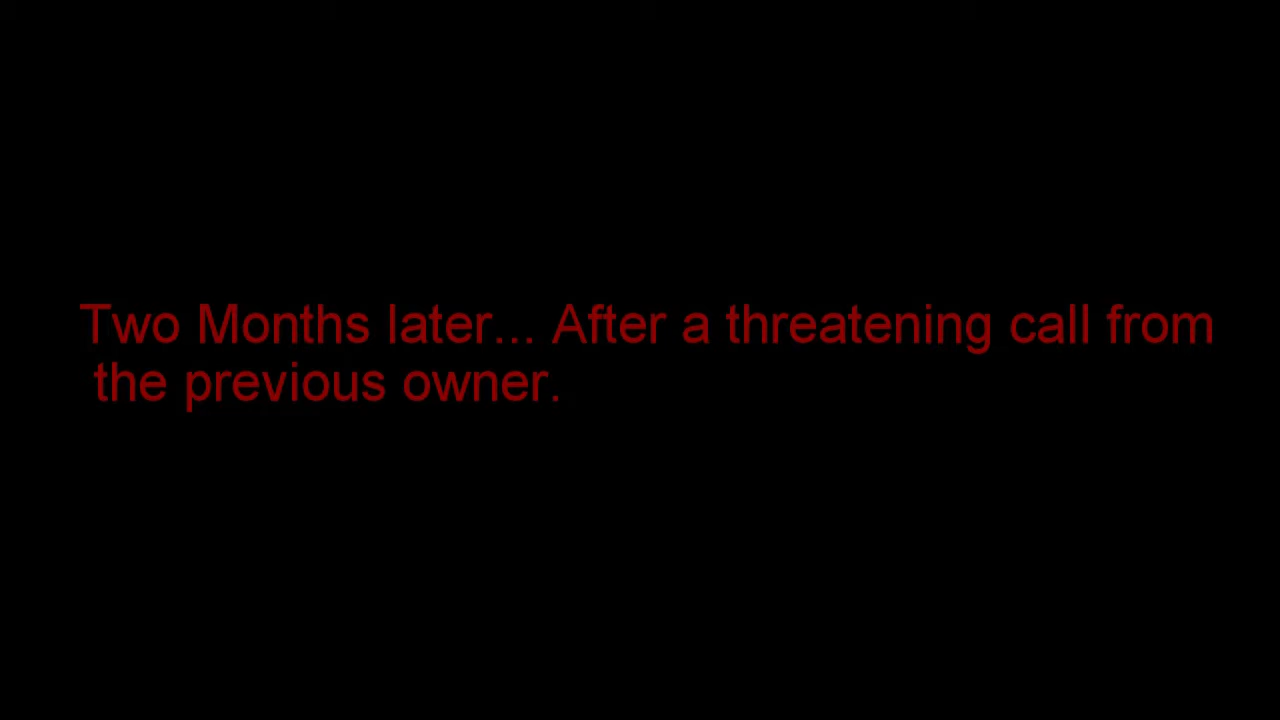 Two Months later... After a threatening call from
the previous owner.